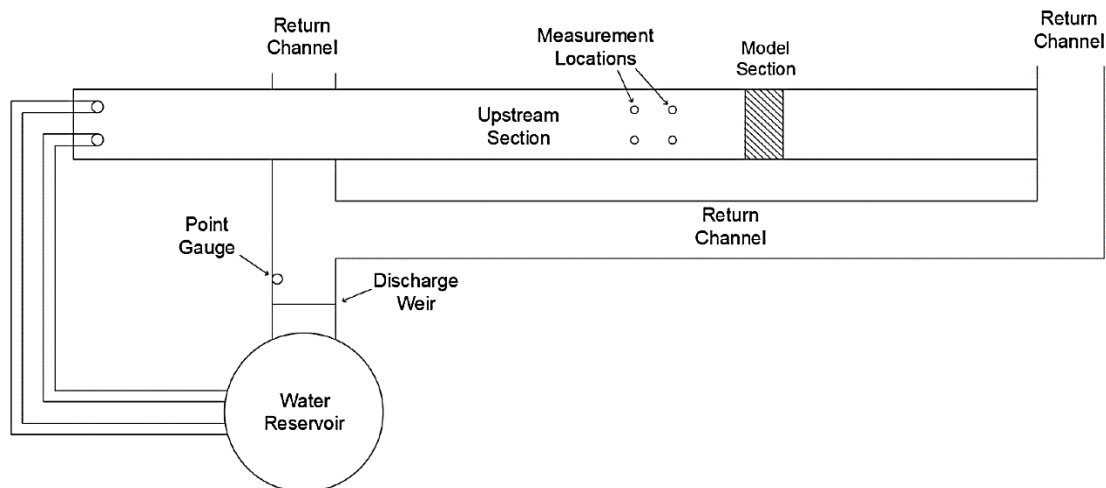 Return
Channel
Return
Channel
Measurement
Locations
Model
Section
Upstream
Section
Point
Gauge
Return
Channel
Discharge
Weir
Water
Reservoir